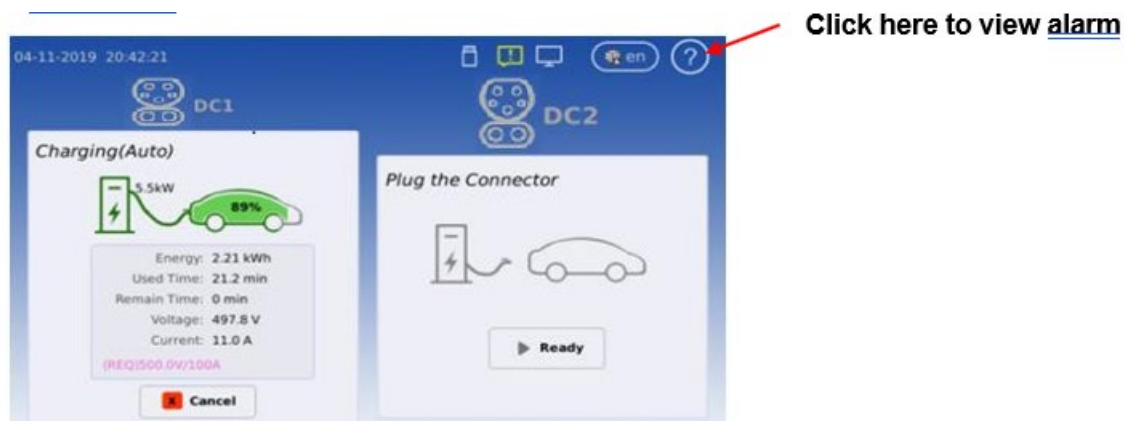 Click here to view alarm
04-11-2019 20:42:21
en ?
DC1
DC2
Charging(Auto)
5.5kW
89%
Energy: 2.21 kWh
Used Time: 21.2 min
Remain Time: 0 min
Voltage: 497.8 V
Current: 11.0 A
(REQ)500.0V/100A
X Cancel
Plug the Connector
Ready